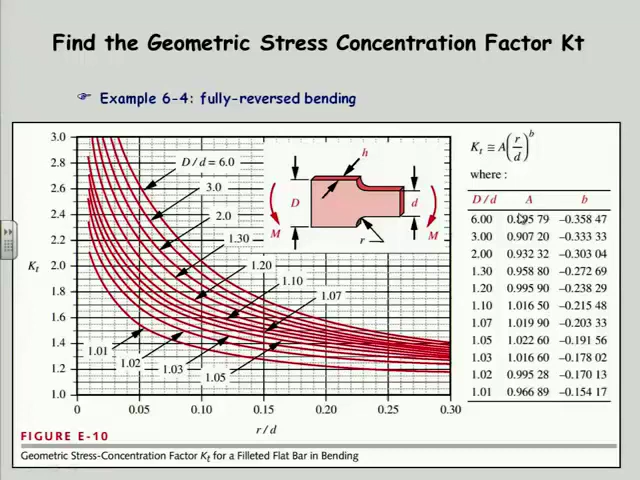 Find the Geometric Stress Concentration Factor Kt
☞ Example 6-4: fully-reversed bending
3.0
2.8
2.6
2.4
2.2
2.0
1.8
1.6
1.4
1.2
1.0
K_t
0 0.05 0.10 0.15 0.20 0.25 0.30
r / d
D / d = 6.0
3.0
2.0
1.30
1.20
1.10
1.07
1.01
1.02
1.03
1.05
h
D
d
M
r
M
K_t ≅ A(r/d)^b
where :
D / d A b
6.00 95 79 −0.358 47
3.00 0.907 20 −0.333 33
2.00 0.932 32 −0.303 04
1.30 0.958 80 −0.272 69
1.20 0.995 90 −0.238 29
1.10 1.016 50 −0.215 48
1.07 1.019 90 −0.203 33
1.05 1.022 60 −0.191 56
1.03 1.016 60 −0.178 02
1.02 0.995 28 −0.170 13
1.01 0.966 89 −0.154 17
FIGURE E-10
Geometric Stress-Concentration Factor K_t for a Filleted Flat Bar in Bending